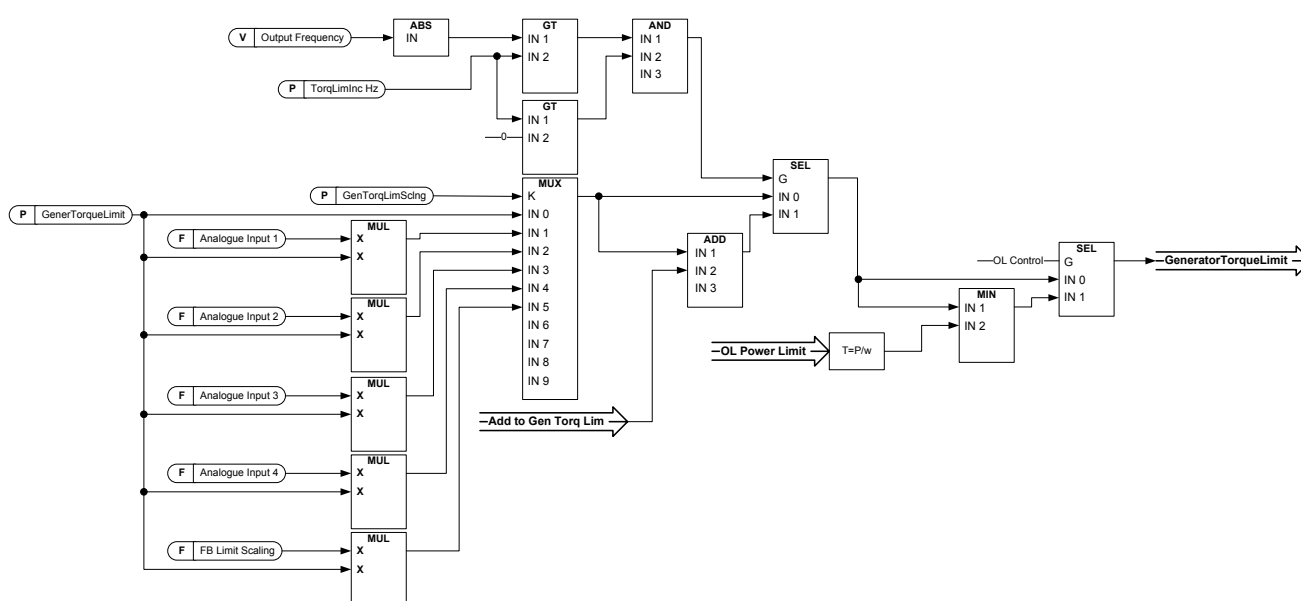 V Output Frequency
ABS
IN
P TorqLimInc Hz
GT
IN 1
IN 2
AND
IN 1
IN 2
IN 3
GT
IN 1
0 IN 2
P GenTorqLimSclng
P GenerTorqueLimit
MUX
K
IN 0
IN 1
IN 2
IN 3
IN 4
IN 5
IN 6
IN 7
IN 8
IN 9
F Analogue Input 1
MUL
X
X
F Analogue Input 2
MUL
X
X
F Analogue Input 3
MUL
X
X
F Analogue Input 4
MUL
X
X
F FB Limit Scaling
MUL
X
X
SEL
G
IN 0
IN 1
ADD
IN 1
IN 2
IN 3
Add to Gen Torq Lim
OL Power Limit
T=P/w
MIN
IN 1
IN 2
SEL
OL Control G
IN 0
IN 1
GeneratorTorqueLimit